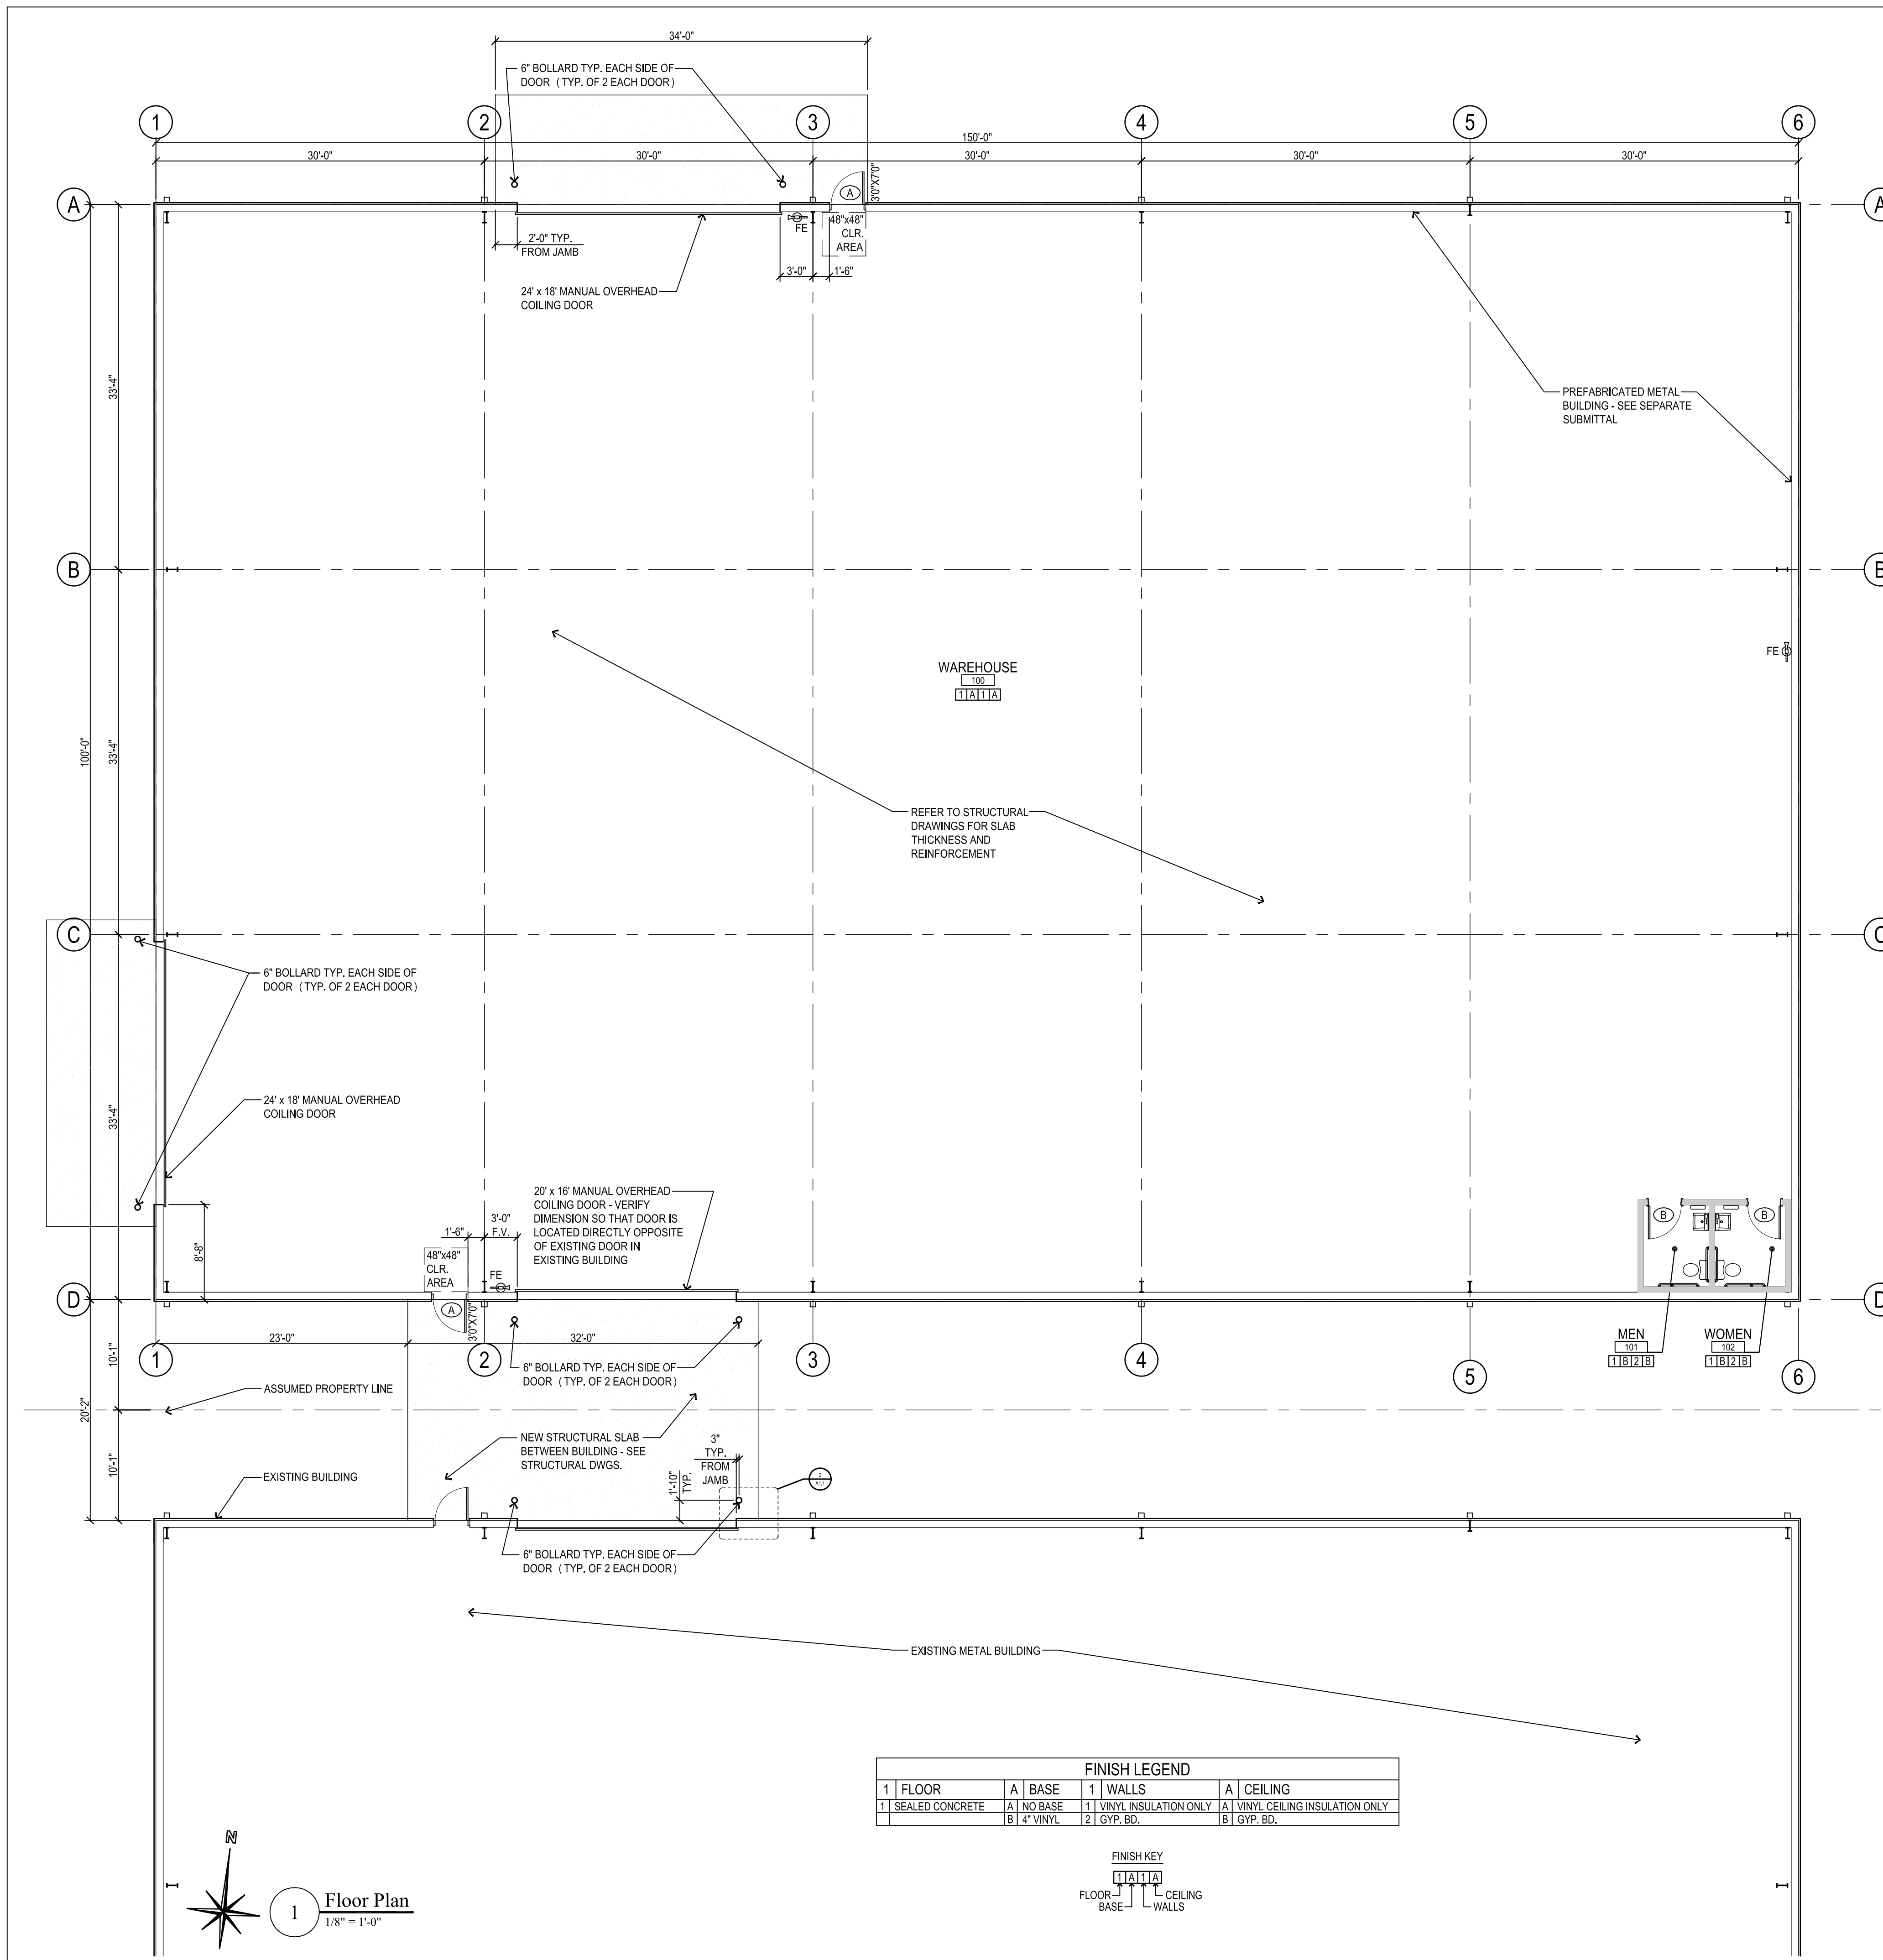 34'-0"
6" BOLLARD TYP. EACH SIDE OF
DOOR (TYP. OF 2 EACH DOOR)
1
2
3
4
5
6
150'-0"
30'-0"
30'-0"
30'-0"
30'-0"
30'-0"
A
A
A
3'0"X7'0"
48"x48"
CLR.
AREA
FE
2'-0" TYP.
FROM JAMB
3'-0"
1'-6"
24' x 18' MANUAL OVERHEAD
COILING DOOR
33'-4"
PREFABRICATED METAL
BUILDING - SEE SEPARATE
SUBMITTAL
B
B
FE
WAREHOUSE
100
1 A 1 A
100'-0"
33'-4"
REFER TO STRUCTURAL
DRAWINGS FOR SLAB
THICKNESS AND
REINFORCEMENT
C
C
6" BOLLARD TYP. EACH SIDE OF
DOOR (TYP. OF 2 EACH DOOR)
24' x 18' MANUAL OVERHEAD
COILING DOOR
33'-4"
8'-8"
20' x 16' MANUAL OVERHEAD
COILING DOOR - VERIFY
DIMENSION SO THAT DOOR IS
LOCATED DIRECTLY OPPOSITE
OF EXISTING DOOR IN
EXISTING BUILDING
1'-6"
3'-0"
F.V.
48"x48"
CLR.
AREA
FE
B
B
D
D
A
3'0"X7'0"
23'-0"
32'-0"
1
2
3
4
5
6
MEN
101
1 B 2 B
WOMEN
102
1 B 2 B
10'-1"
20'-2"
10'-1"
6" BOLLARD TYP. EACH SIDE OF
DOOR (TYP. OF 2 EACH DOOR)
ASSUMED PROPERTY LINE
NEW STRUCTURAL SLAB
BETWEEN BUILDING - SEE
STRUCTURAL DWGS.
3"
TYP.
FROM
JAMB
1'-10"
TYP.
2
A1.1
EXISTING BUILDING
6" BOLLARD TYP. EACH SIDE OF
DOOR (TYP. OF 2 EACH DOOR)
EXISTING METAL BUILDING
FINISH LEGEND
1 FLOOR A BASE 1 WALLS A CEILING
1 SEALED CONCRETE A NO BASE 1 VINYL INSULATION ONLY A VINYL CEILING INSULATION ONLY
B 4" VINYL 2 GYP. BD. B GYP. BD.
FINISH KEY
1 A 1 A
FLOOR CEILING
BASE WALLS
N
1
Floor Plan
1/8" = 1'-0"